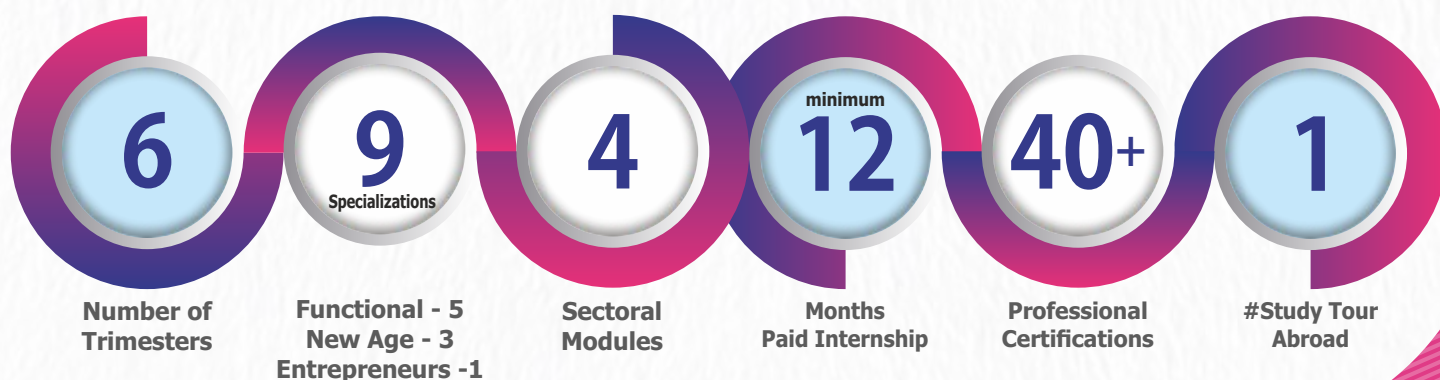 6
Number of
Trimesters
9
Specializations
Functional - 5
New Age - 3
Entrepreneurs -1
4
Sectoral
Modules
minimum
12
Months
Paid Internship
40+
Professional
Certifications
1
#Study Tour
Abroad